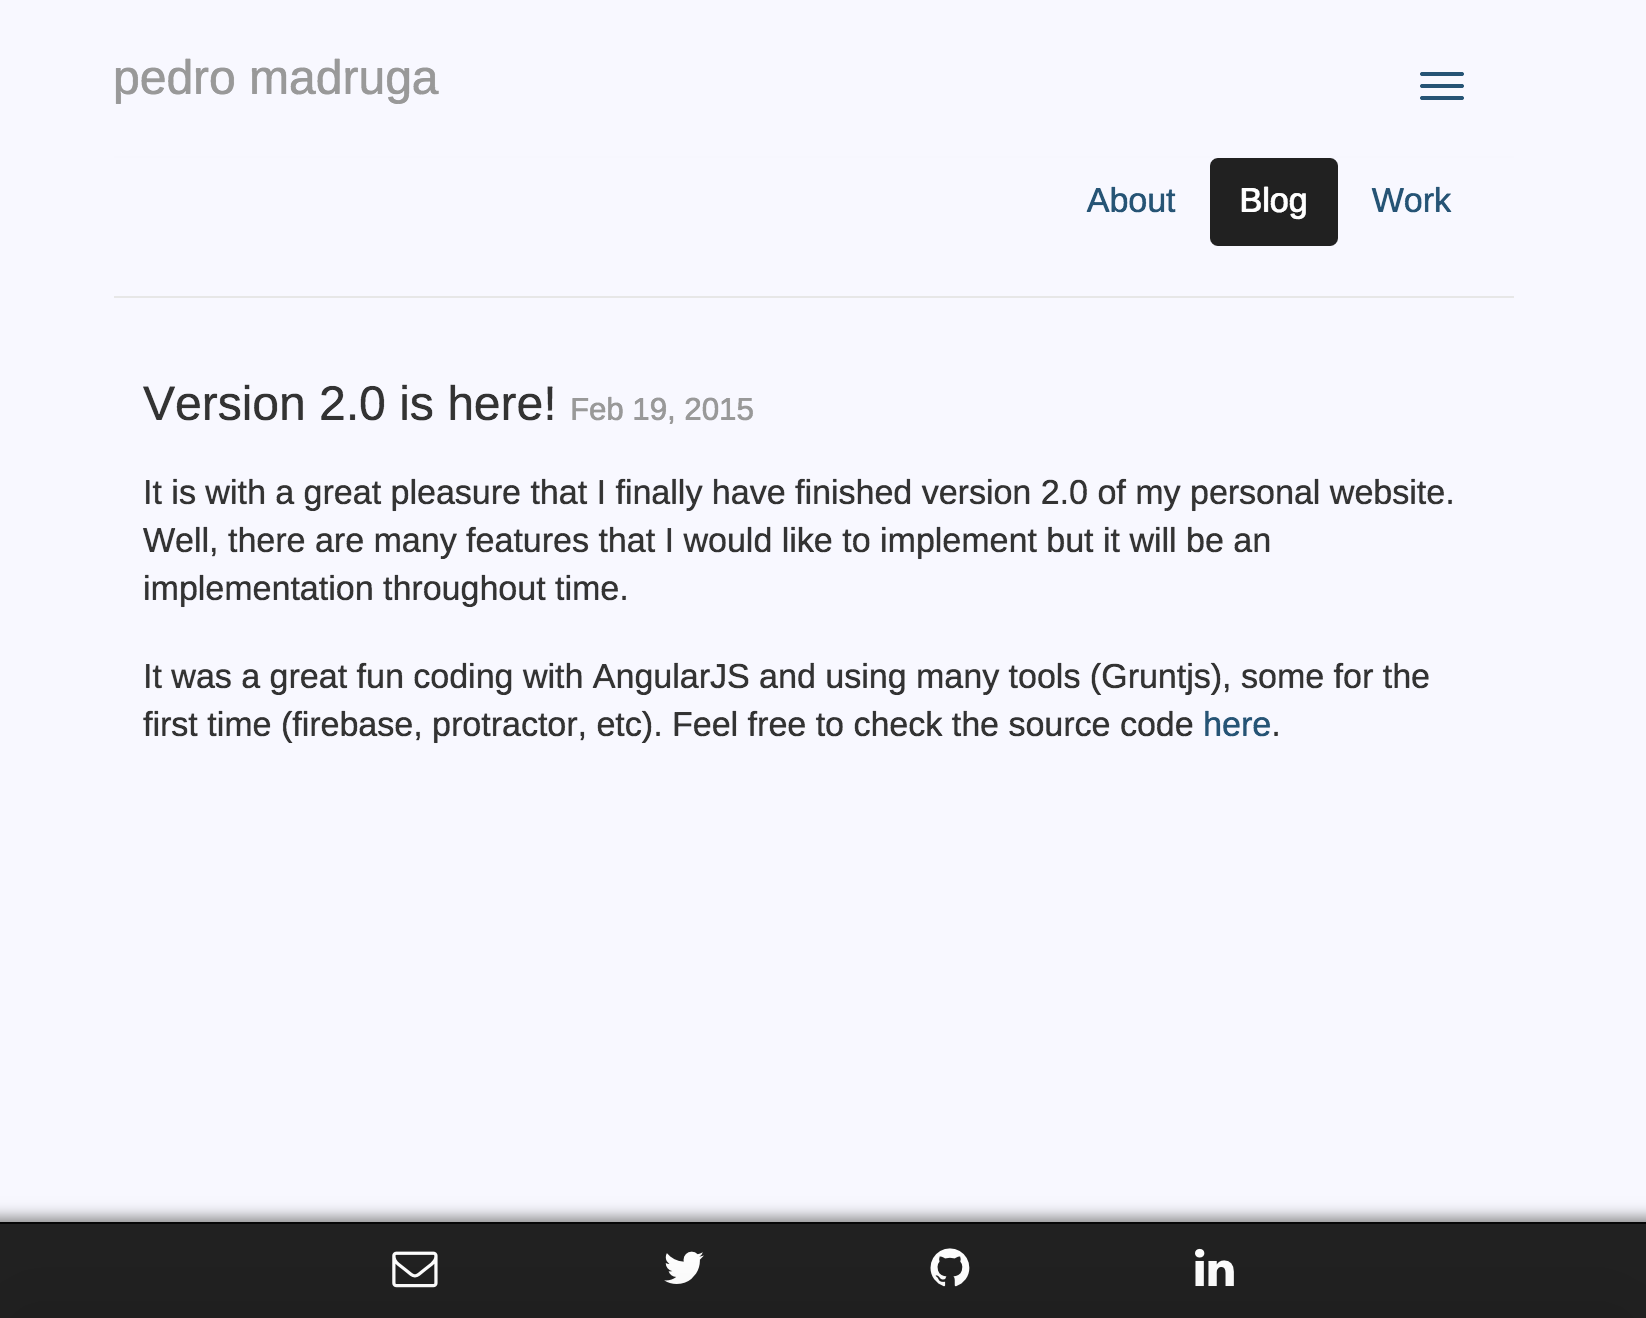 pedro madruga
About Blog Work
Version 2.0 is here! Feb 19, 2015
It is with a great pleasure that I finally have finished version 2.0 of my personal website.
Well, there are many features that I would like to implement but it will be an
implementation throughout time.
It was a great fun coding with AngularJS and using many tools (Gruntjs), some for the
first time (firebase, protractor, etc). Feel free to check the source code here.